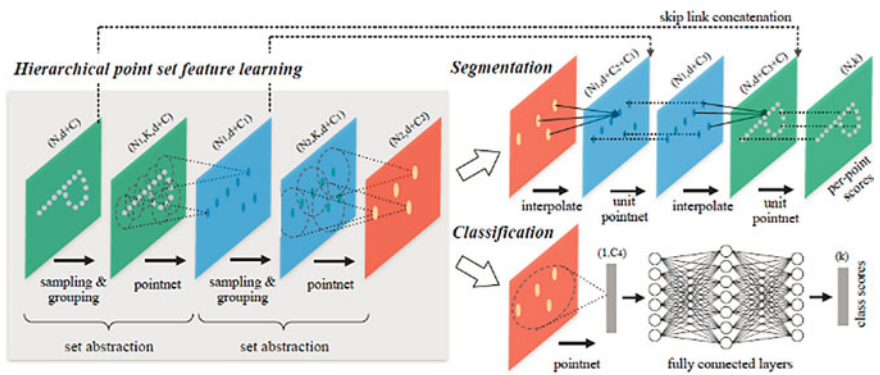 skip link concatenation
Hierarchical point set feature learning
(N,d+C)
(N1,K,d+C)
(N1,d+C1)
(N2,K,d+C1)
(N2,d+C2)
sampling & grouping
pointnet
sampling & grouping
pointnet
set abstraction
set abstraction
Segmentation
(N1,d+C2+C1)
(N1,d+C3)
(N,d+C3+C)
(N,k)
per-point scores
interpolate
unit pointnet
interpolate
unit pointnet
Classification
(1,C4)
(k)
class scores
pointnet
fully connected layers